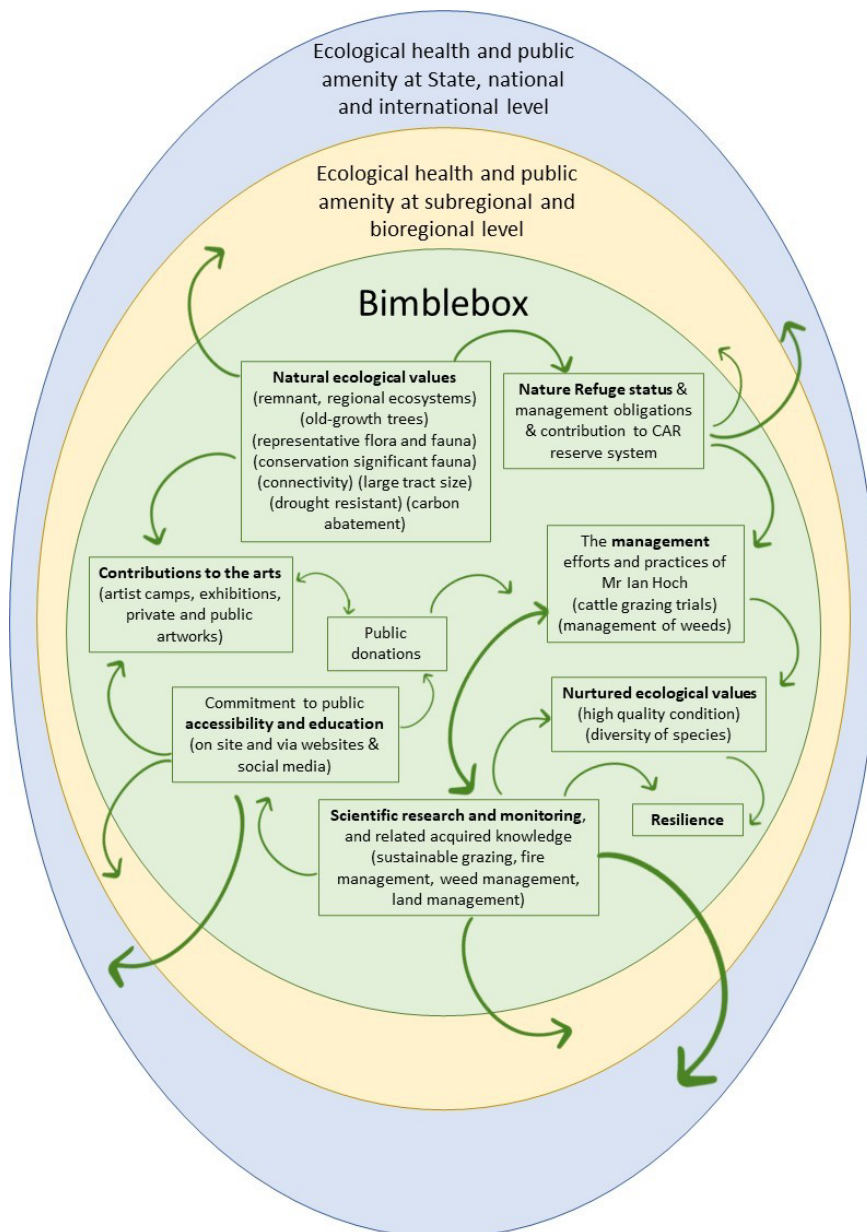 Ecological health and public
amenity at State, national
and international level
Ecological health and public
amenity at subregional and
bioregional level
Bimblebox
Natural ecological values
(remnant, regional ecosystems)
(old-growth trees)
(representative flora and fauna)
(conservation significant fauna)
(connectivity) (large tract size)
(drought resistant) (carbon
abatement)
Nature Refuge status &
management obligations
& contribution to CAR
reserve system
The management
efforts and practices of
Mr Ian Hoch
(cattle grazing trials)
(management of weeds)
Contributions to the arts
(artist camps, exhibitions,
private and public
artworks)
Public
donations
Commitment to public
accessibility and education
(on site and via websites &
social media)
Nurtured ecological values
(high quality condition)
(diversity of species)
Scientific research and monitoring,
and related acquired knowledge
(sustainable grazing, fire
management, weed management,
land management)
Resilience